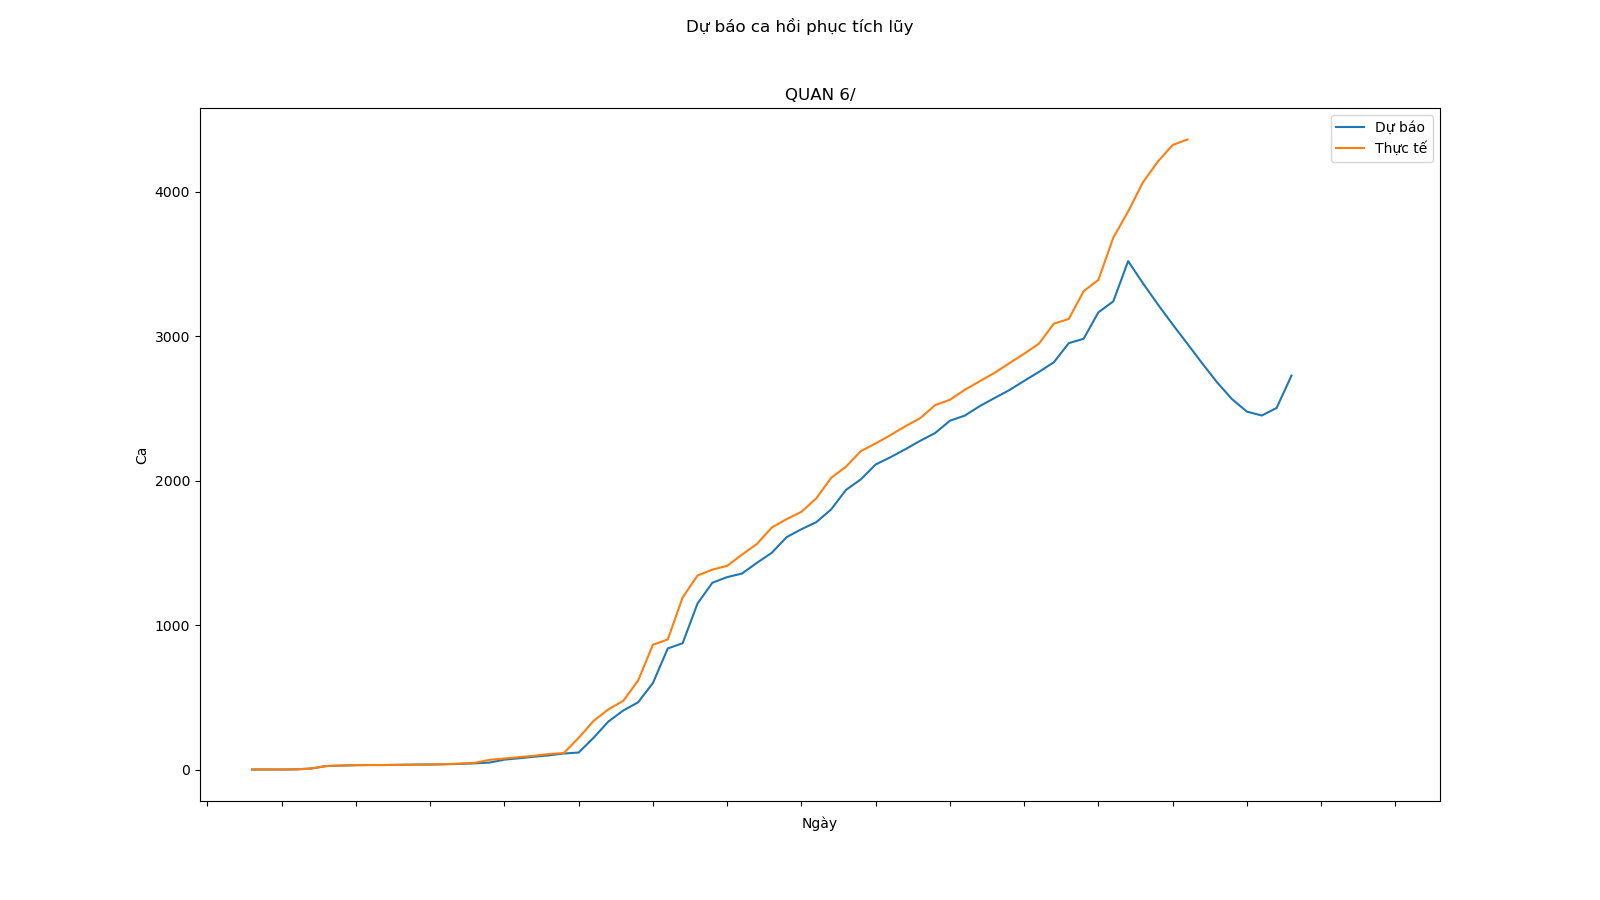 Dự báo ca hồi phục tích lũy
QUAN 6/
Dự báo
Thực tế
4000
3000
2000
1000
0
Ca
Ngày